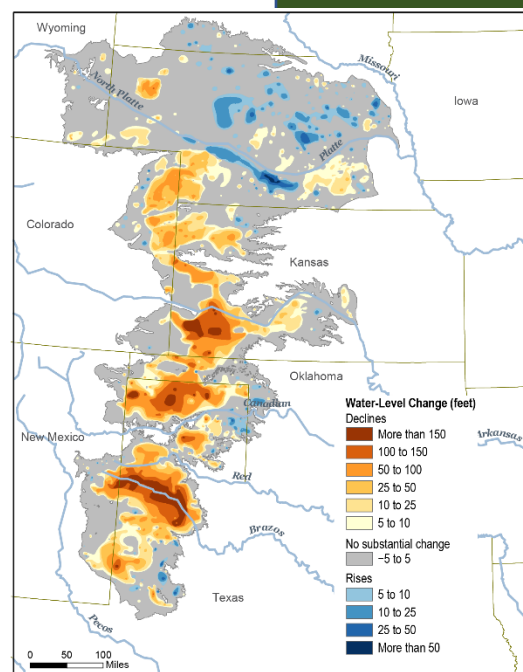 Wyoming
Missouri
North Platte
Iowa
Platte
Colorado
Kansas
Oklahoma
Canadian
Arkansas
New Mexico
Red
Brazos
Texas
Pecos
Water-Level Change (feet)
Declines
More than 150
100 to 150
50 to 100
25 to 50
10 to 25
5 to 10
No substantial change
−5 to 5
Rises
5 to 10
10 to 25
25 to 50
More than 50
0 50 100
Miles